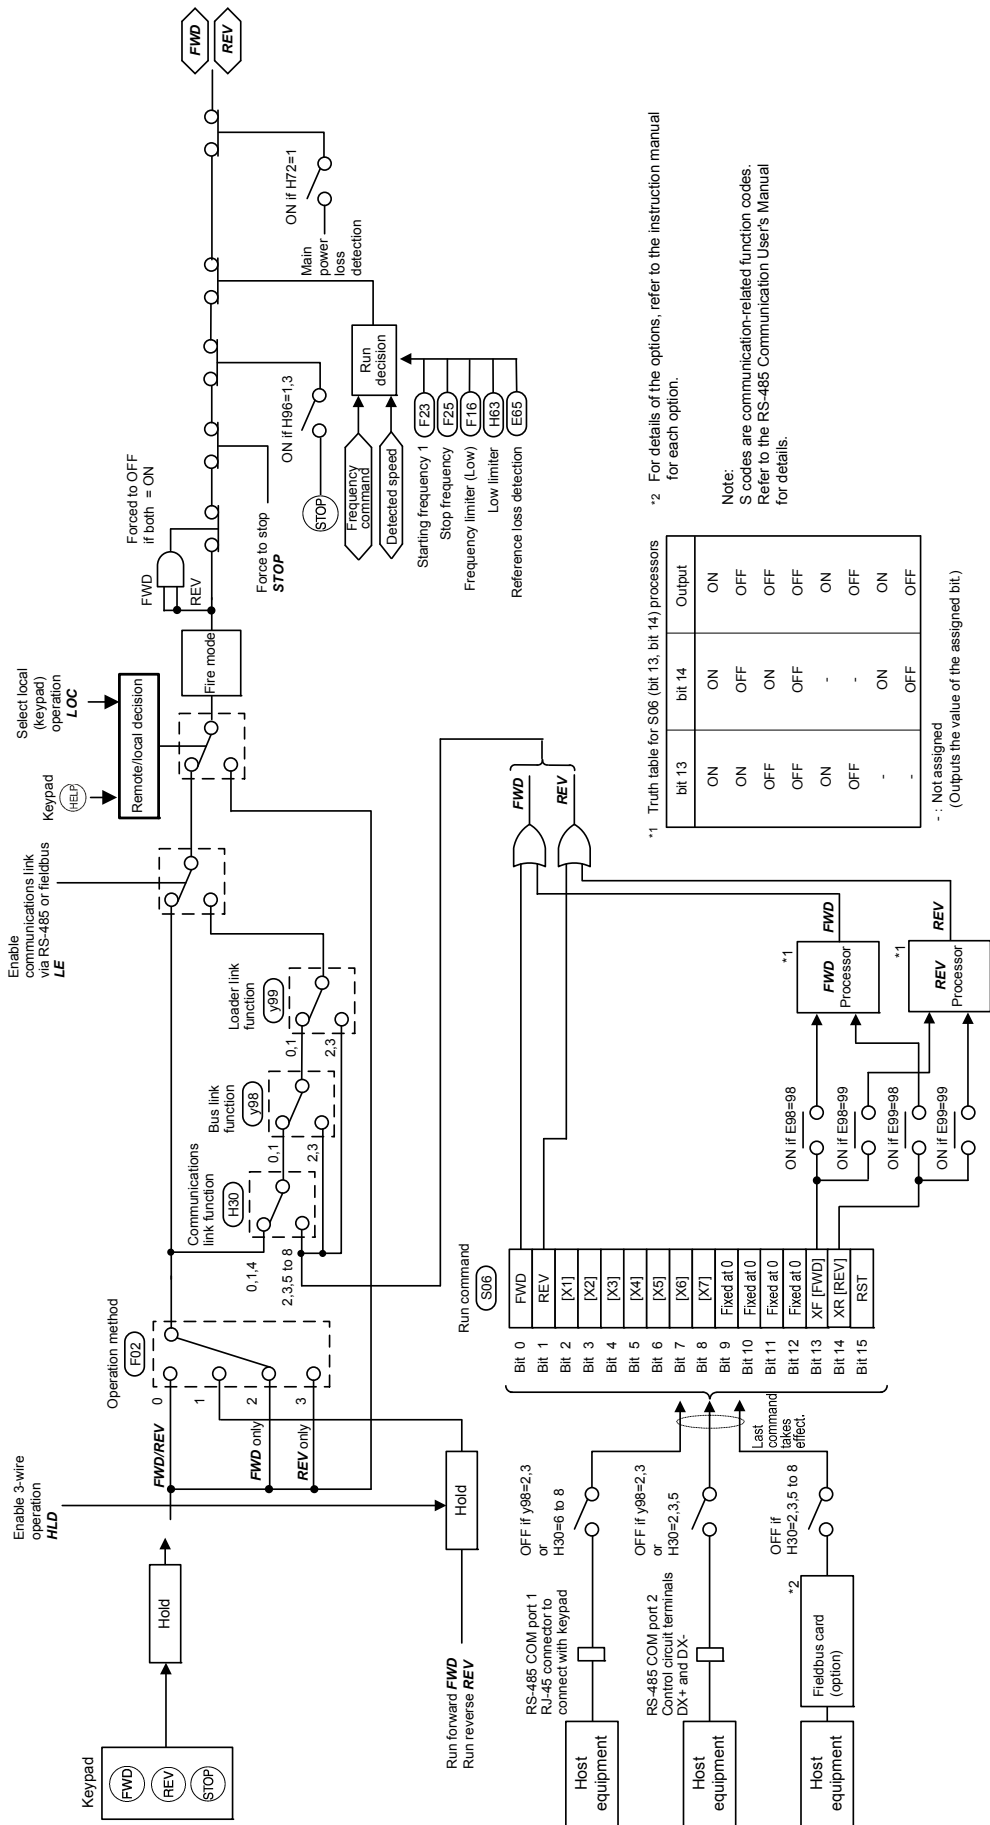 Keypad
FWD
REV
STOP
Hold
Enable 3-wire
operation
HLD
Run forward FWD
Run reverse REV
Hold
FWD/REV
FWD only
REV only
0
1
2
3
Operation method
F02
Communications
link function
H30
0,1,4
2,3,5 to 8
Bus link
function
y98
0,1
2,3
Loader link
function
y99
0,1
2,3
Enable
communications link
via RS-485 or fieldbus
LE
Keypad
HELP
Select local
(keypad)
operation
LOC
Remote/local decision
Fire mode
FWD
REV
Forced to OFF
if both = ON
Force to stop
STOP
STOP
ON if H96=1,3
Frequency
command
Detected speed
Run
decision
Starting frequency 1
F23
Stop frequency
F25
Frequency limiter (Low)
F16
Low limiter
H63
Reference loss detection
E65
Main
power
loss
detection
ON if H72=1
FWD
REV
Host
equipment
RS-485 COM port 1
RJ-45 connector to
connect with keypad
OFF if y98=2,3
or
H30=6 to 8
Host
equipment
RS-485 COM port 2
Control circuit terminals
DX+ and DX-
OFF if y98=2,3
or
H30=2,3,5
Host
equipment
Fieldbus card
(option)
*2
OFF if
H30=2,3,5 to 8
Last
command
takes
effect.
Run command
S06
Bit 0 FWD
Bit 1 REV
Bit 2 [X1]
Bit 3 [X2]
Bit 4 [X3]
Bit 5 [X4]
Bit 6 [X5]
Bit 7 [X6]
Bit 8 [X7]
Bit 9 Fixed at 0
Bit 10 Fixed at 0
Bit 11 Fixed at 0
Bit 12 Fixed at 0
Bit 13 XF [FWD]
Bit 14 XR [REV]
Bit 15 RST
ON if E98=98
ON if E98=99
ON if E99=98
ON if E99=99
*1
FWD
Processor
*1
REV
Processor
FWD
REV
FWD
REV
*1 Truth table for S06 (bit 13, bit 14) processors
bit 13 bit 14 Output
ON ON ON
ON OFF OFF
OFF ON OFF
OFF OFF OFF
ON - ON
OFF - OFF
- ON ON
- OFF OFF
- : Not assigned
(Outputs the value of the assigned bit.)
*2 For details of the options, refer to the instruction manual
for each option.
Note:
S codes are communication-related function codes.
Refer to the RS-485 Communication User's Manual
for details.